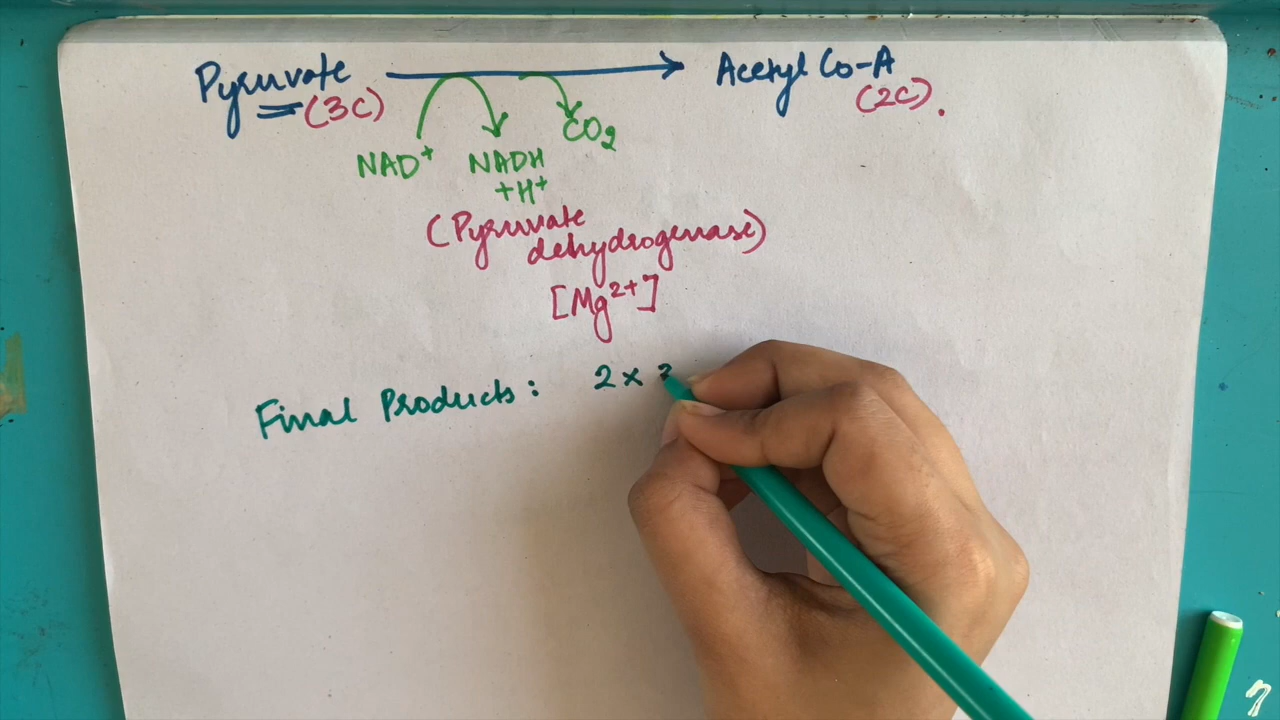 Pyruvate Acetyl Co-A
(3C) (2C).
CO2
NAD+ NADH
+H+
(Pyruvate
dehydrogenase)
[Mg2+]
Final Products: 2 ×